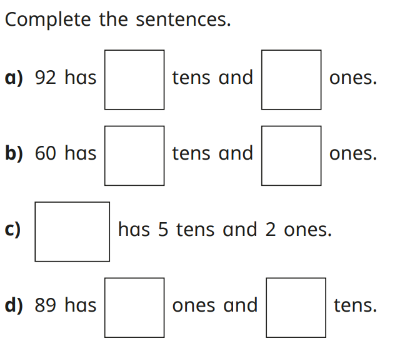 Complete the sentences.
a) 92 has tens and ones.
b) 60 has tens and ones.
c) has 5 tens and 2 ones.
d) 89 has ones and tens.